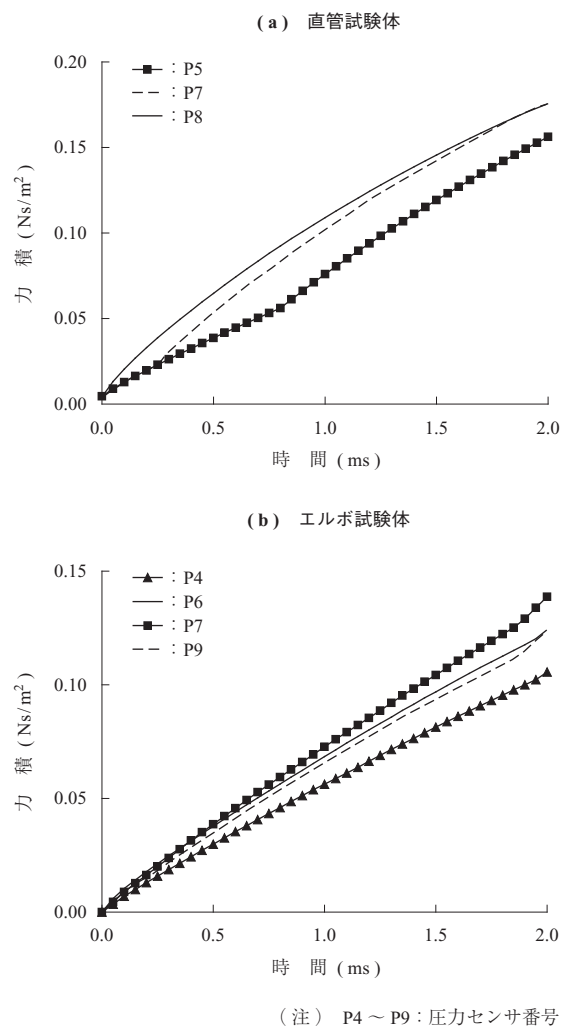 ( a ) 直管試験体
0.20
0.15
0.10
0.05
0.00
力 積 ( Ns/m² )
: P5
: P7
: P8
0.0 0.5 1.0 1.5 2.0
時 間 ( ms )
( b ) エルボ試験体
0.15
0.10
0.05
0.00
力 積 ( Ns/m² )
: P4
: P6
: P7
: P9
0.0 0.5 1.0 1.5 2.0
時 間 ( ms )
( 注 ) P4 ~ P9 : 圧力センサ番号